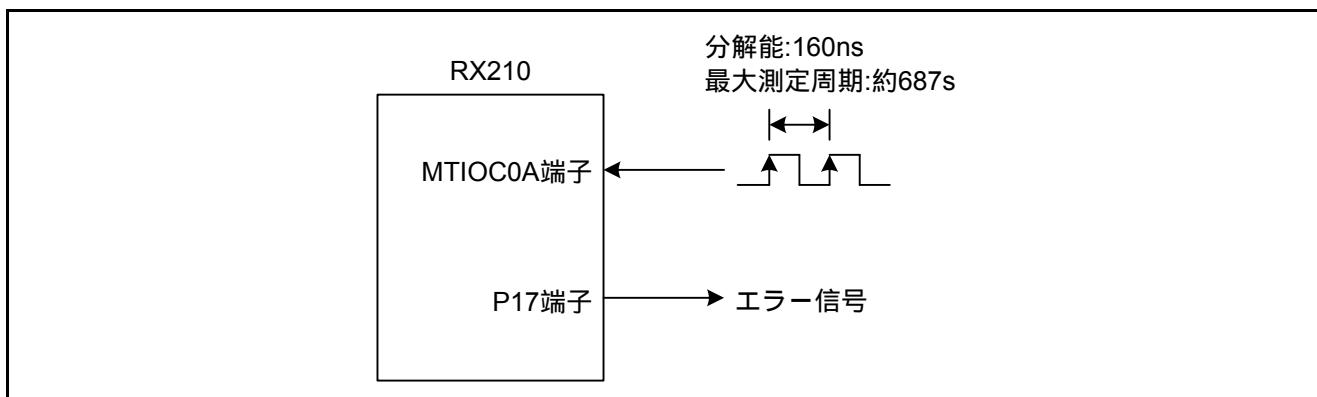 分解能:160ns
最大測定周期:約687s
RX210
MTIOC0A端子
P17端子
エラー信号